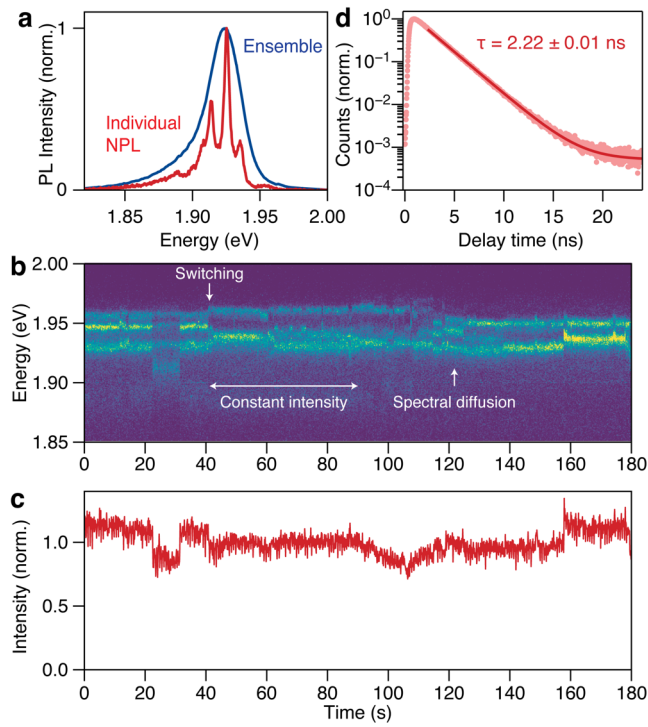 a
PL Intensity (norm.)
1
0
Ensemble
Individual
NPL
1.85
1.90
1.95
2.00
Energy (eV)
d
Counts (norm.)
10⁰
10⁻¹
10⁻²
10⁻³
10⁻⁴
τ = 2.22 ± 0.01 ns
0
5
10
15
20
Delay time (ns)
b
Energy (eV)
2.00
1.95
1.90
1.85
Switching
Constant intensity
Spectral diffusion
0
20
40
60
80
100
120
140
160
180
c
Intensity (norm.)
1.0
0.5
0.0
0
20
40
60
80
100
120
140
160
180
Time (s)